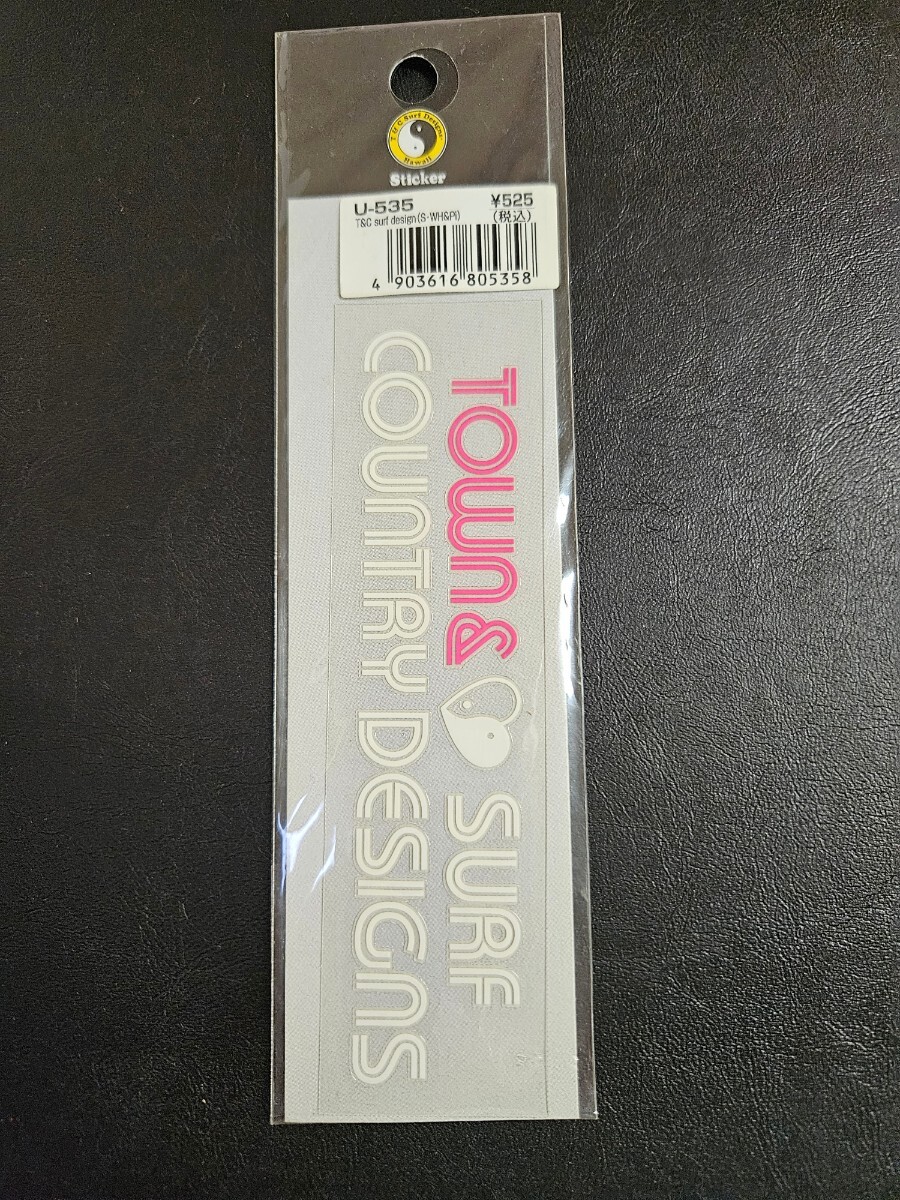 T & C Surf Designs
Hawaii
Sticker
U-535 ¥525
T&C surf design(S-WH&PI) (税込)
4 903616 805358
TOWN& SURF
COUNTRY DESIGNS